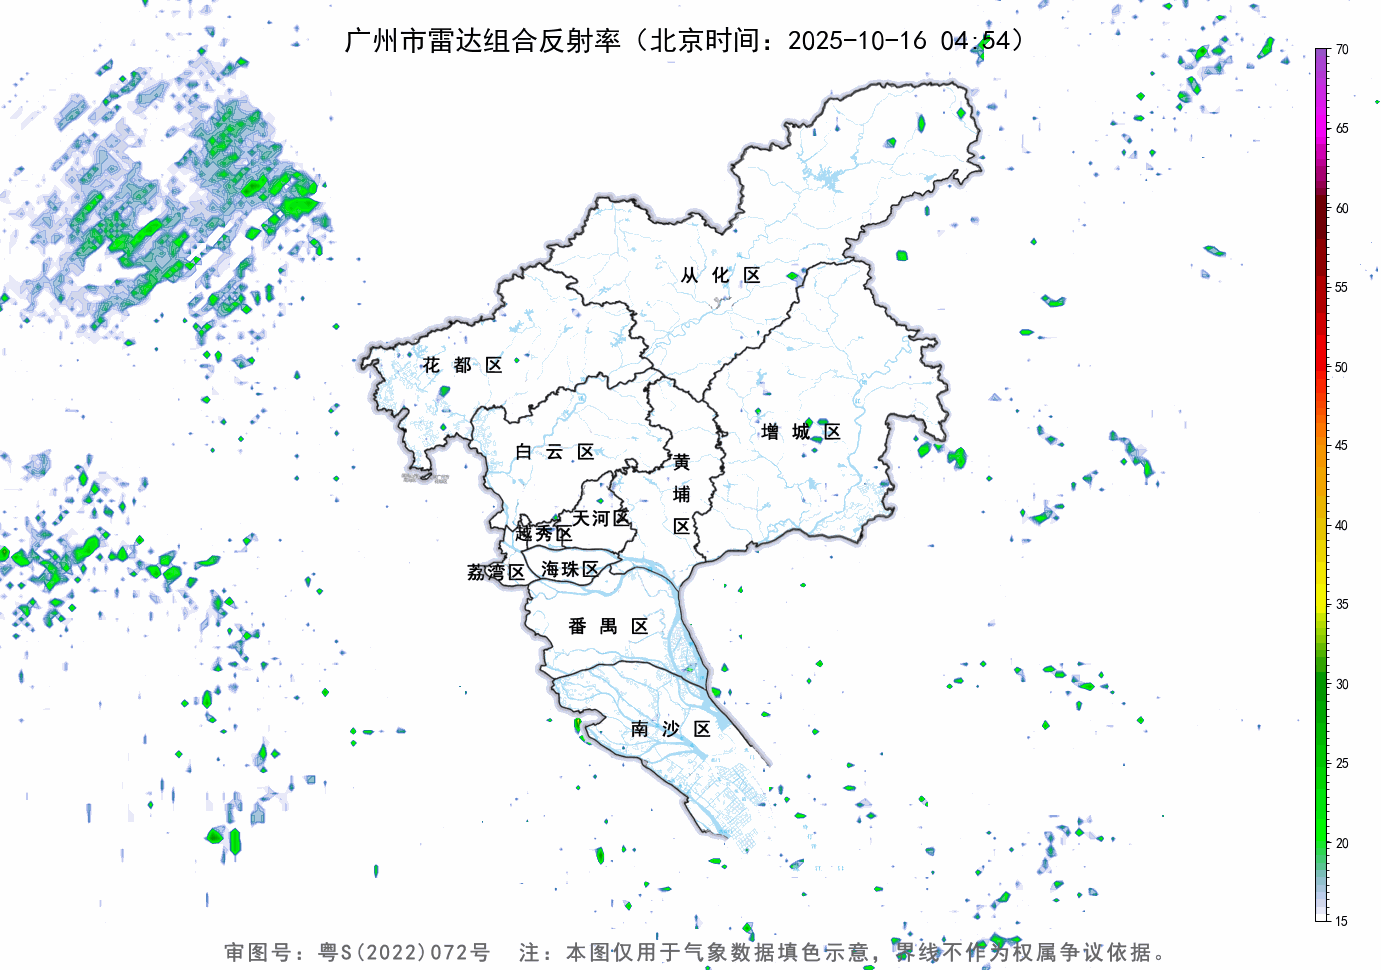 广州市雷达组合反射率（北京时间：2025-10-16 04:54）
70
65
60
55
50
45
40
35
30
25
20
15
从化区
花都区
增城区
白云区
黄埔区
天河区
越秀区
荔湾区
海珠区
番禺区
南沙区
审图号：粤S(2022)072号 注：本图仅用于气象数据填色示意，界线不作为权属争议依据。